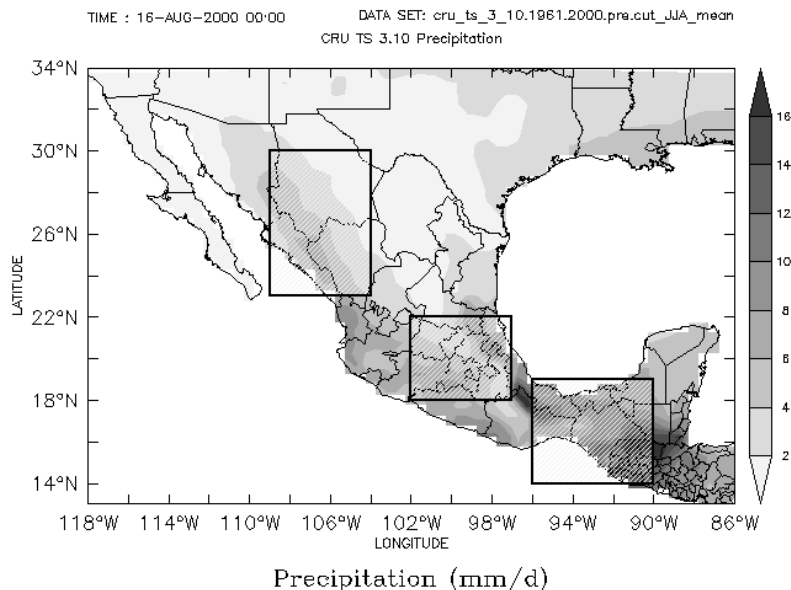 TIME : 16-AUG-2000 00:00 DATA SET: cru_ts_3_10.1961.2000.pre.cut_JJA_mean
CRU TS 3.10 Precipitation
34°N
30°N
26°N
22°N
18°N
14°N
LATITUDE
118°W 114°W 110°W 106°W 102°W 98°W 94°W 90°W 86°W
LONGITUDE
16
14
12
10
8
6
4
2
Precipitation (mm/d)